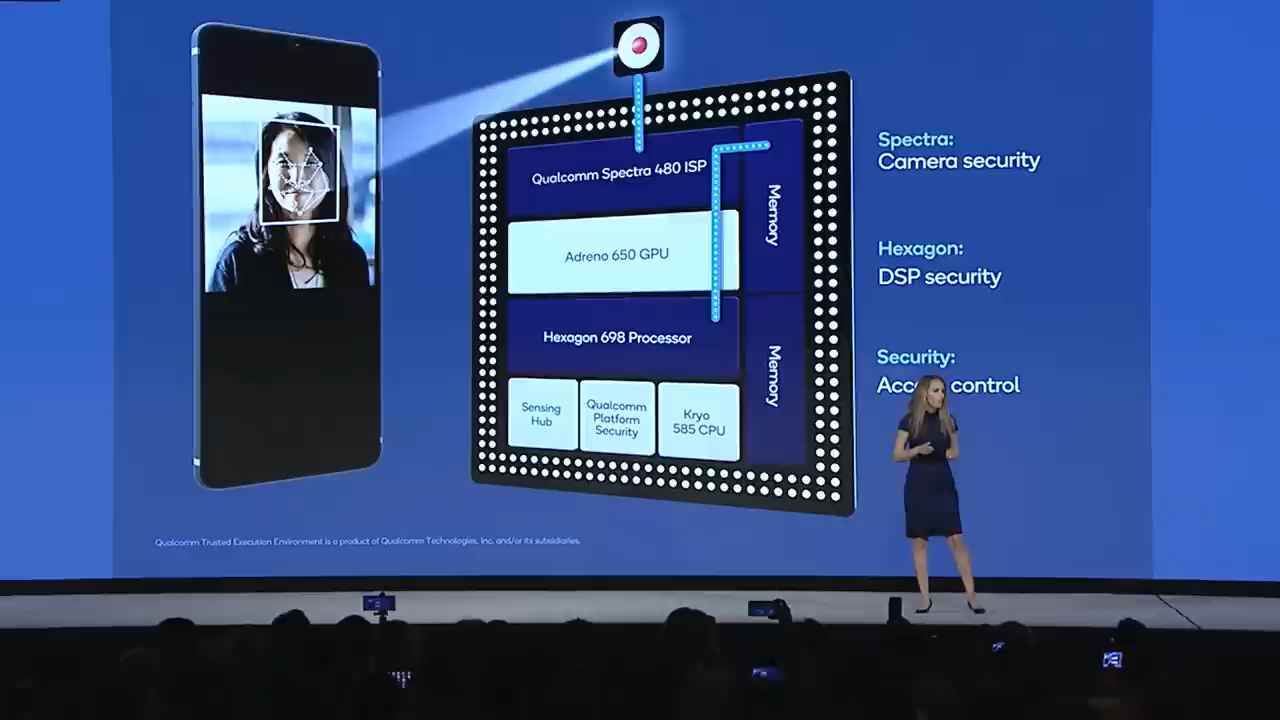 Qualcomm Spectra 480 ISP
Adreno 650 GPU
Hexagon 698 Processor
Sensing
Hub
Qualcomm
Platform
Security
Kryo
585 CPU
Memory
Memory
Spectra:
Camera security
Hexagon:
DSP security
Security:
control
Qualcomm Trusted Execution Environment is a product of Qualcomm Technologies, Inc. and/or its subsidiaries.